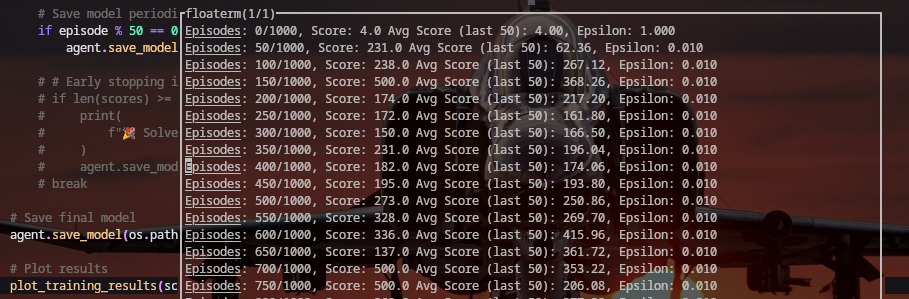 # Save model periodi
floaterm(1/1)
if episode % 50 == 0
agent.save_model
# # Early stopping i
# if len(scores) >=
# print(
# f"🎉 Solve
# )
# agent.save_mod
# break
# Save final model
agent.save_model(os.path
# Plot results
plot_training_results(sc
Episodes: 0/1000, Score: 4.0 Avg Score (last 50): 4.00, Epsilon: 1.000
Episodes: 50/1000, Score: 231.0 Avg Score (last 50): 62.36, Epsilon: 0.010
Episodes: 100/1000, Score: 238.0 Avg Score (last 50): 267.12, Epsilon: 0.010
Episodes: 150/1000, Score: 500.0 Avg Score (last 50): 368.26, Epsilon: 0.010
Episodes: 200/1000, Score: 174.0 Avg Score (last 50): 217.20, Epsilon: 0.010
Episodes: 250/1000, Score: 172.0 Avg Score (last 50): 161.80, Epsilon: 0.010
Episodes: 300/1000, Score: 150.0 Avg Score (last 50): 166.50, Epsilon: 0.010
Episodes: 350/1000, Score: 231.0 Avg Score (last 50): 196.04, Epsilon: 0.010
Episodes: 400/1000, Score: 182.0 Avg Score (last 50): 174.06, Epsilon: 0.010
Episodes: 450/1000, Score: 195.0 Avg Score (last 50): 193.80, Epsilon: 0.010
Episodes: 500/1000, Score: 273.0 Avg Score (last 50): 250.86, Epsilon: 0.010
Episodes: 550/1000, Score: 328.0 Avg Score (last 50): 269.70, Epsilon: 0.010
Episodes: 600/1000, Score: 336.0 Avg Score (last 50): 415.96, Epsilon: 0.010
Episodes: 650/1000, Score: 137.0 Avg Score (last 50): 361.72, Epsilon: 0.010
Episodes: 700/1000, Score: 500.0 Avg Score (last 50): 353.22, Epsilon: 0.010
Episodes: 750/1000, Score: 500.0 Avg Score (last 50): 206.08, Epsilon: 0.010